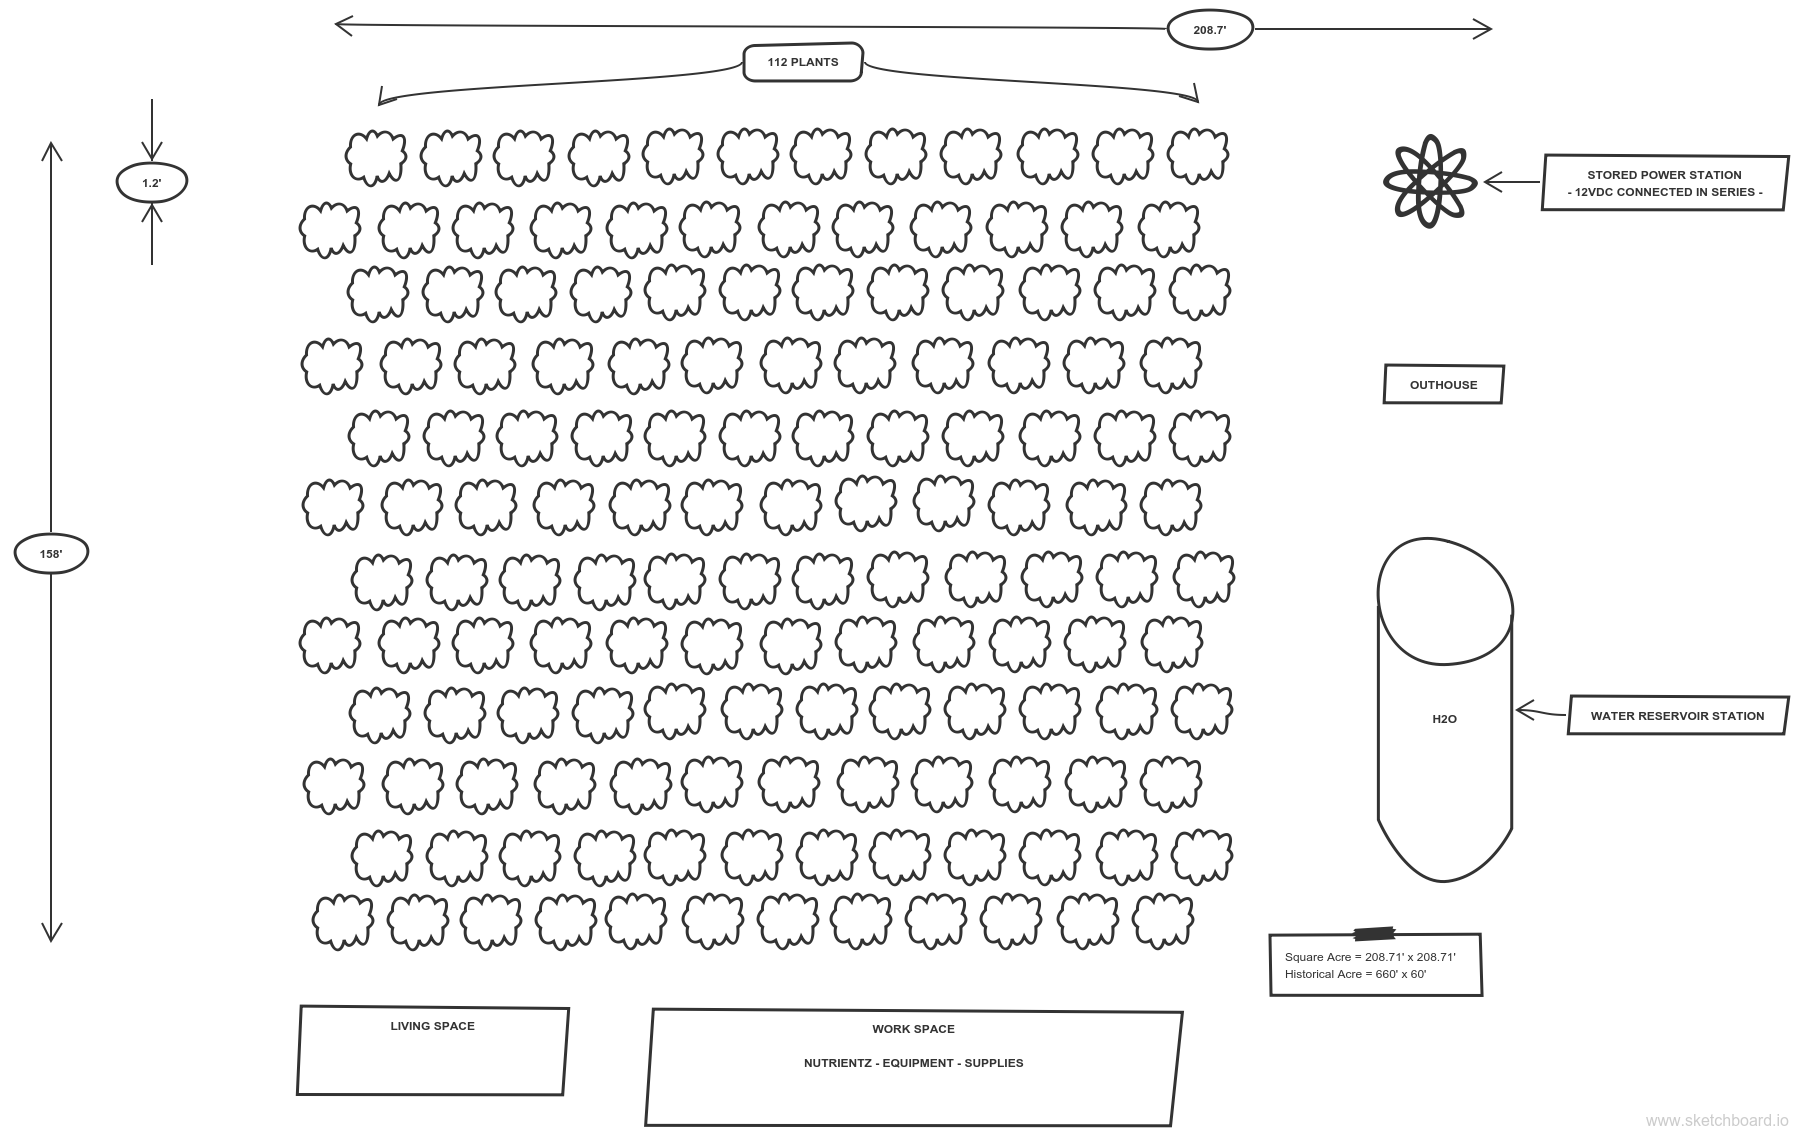 208.7'
112 PLANTS
1.2'
STORED POWER STATION
- 12VDC CONNECTED IN SERIES -
OUTHOUSE
158'
H2O
WATER RESERVOIR STATION
Square Acre = 208.71' x 208.71'
Historical Acre = 660' x 60'
LIVING SPACE
WORK SPACE
NUTRIENTZ - EQUIPMENT - SUPPLIES
www.sketchboard.io